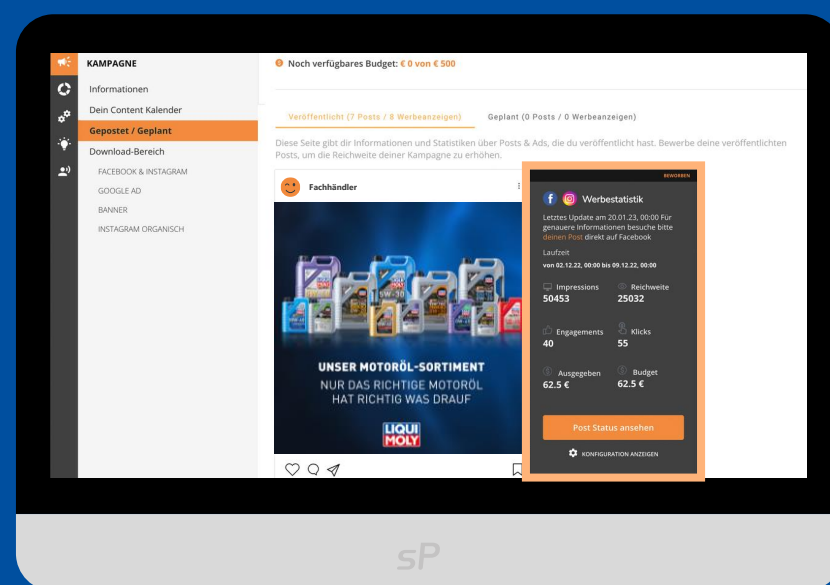 KAMPAGNE
Informationen
Dein Content Kalender
Gepostet / Geplant
Download-Bereich
FACEBOOK & INSTAGRAM
GOOGLE AD
BANNER
INSTAGRAM ORGANISCH
Noch verfügbares Budget: € 0 von € 500
Veröffentlicht (7 Posts / 8 Werbeanzeigen)
Geplant (0 Posts / 0 Werbeanzeigen)
Diese Seite gibt dir Informationen und Statistiken über Posts & Ads, die du veröffentlicht hast. Bewerbe deine veröffentlichten
Posts, um die Reichweite deiner Kampagne zu erhöhen.
Fachhändler
5W-30
UNSER MOTORÖL-SORTIMENT
NUR DAS RICHTIGE MOTORÖL
HAT RICHTIG WAS DRAUF
LIQUI
MOLY
BEWORBEN
Werbestatistik
Letztes Update am 20.01.23, 00:00 Für
genauere Informationen besuche bitte
deinen Post direkt auf Facebook
Laufzeit
von 02.12.22, 00:00 bis 09.12.22, 00:00
Impressions Reichweite
50453 25032
Engagements Klicks
40 55
Ausgegeben Budget
62.5 € 62.5 €
Post Status ansehen
KONFIGURATION ANZEIGEN
sP